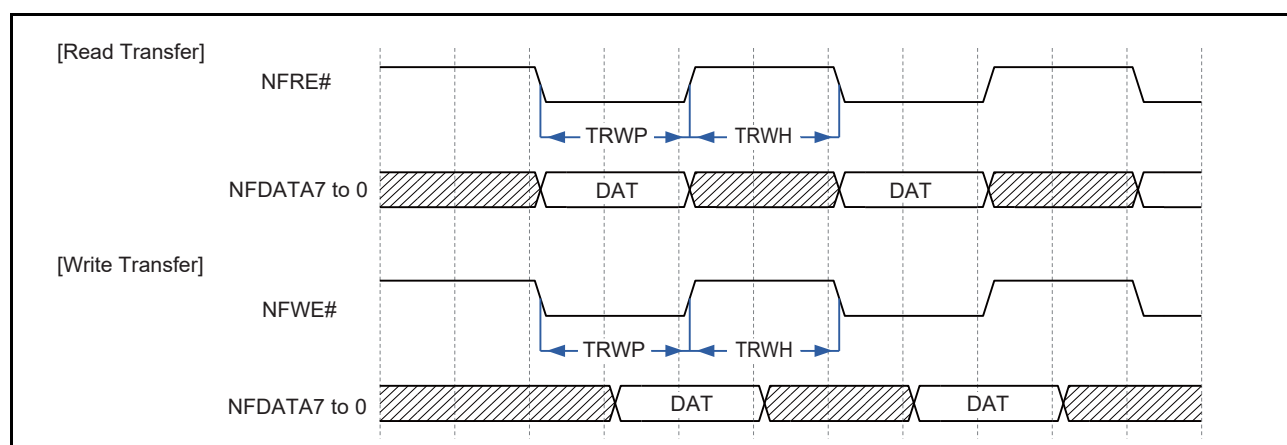 [Read Transfer]
NFRE#
TRWP TRWH
NFDATA7 to 0 DAT DAT
[Write Transfer]
NFWE#
TRWP TRWH
NFDATA7 to 0 DAT DAT